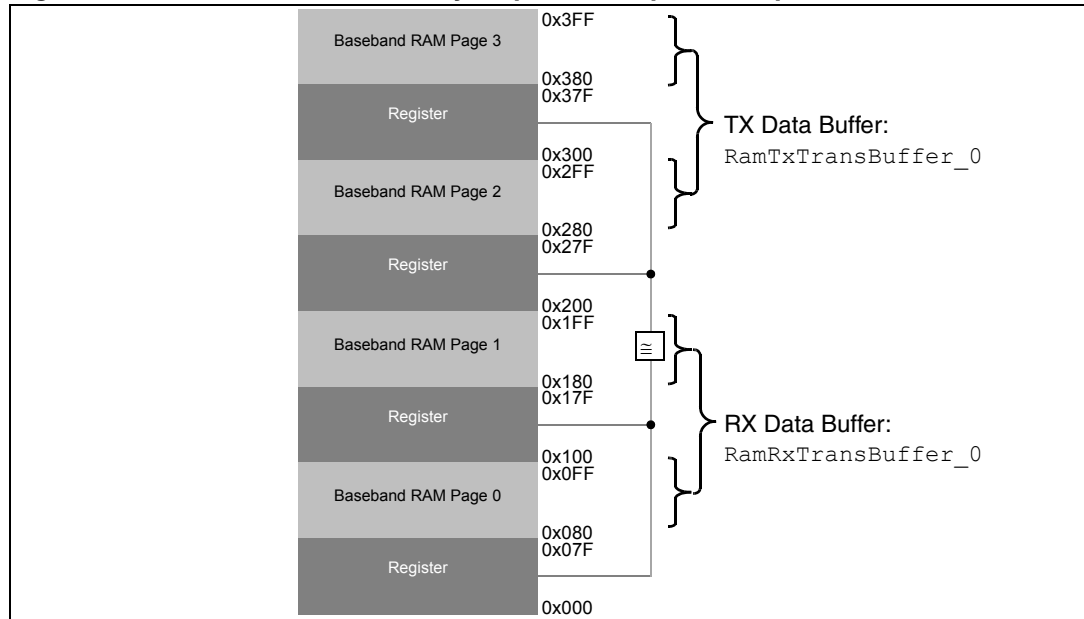 0x3FF
Baseband RAM Page 3
0x380
0x37F
Register
TX Data Buffer:
0x300
RamTxTransBuffer_0
0x2FF
Baseband RAM Page 2
0x280
0x27F
Register
0x200
0x1FF
Baseband RAM Page 1
≅
0x180
0x17F
Register
RX Data Buffer:
0x100
RamRxTransBuffer_0
0x0FF
Baseband RAM Page 0
0x080
0x07F
Register
0x000